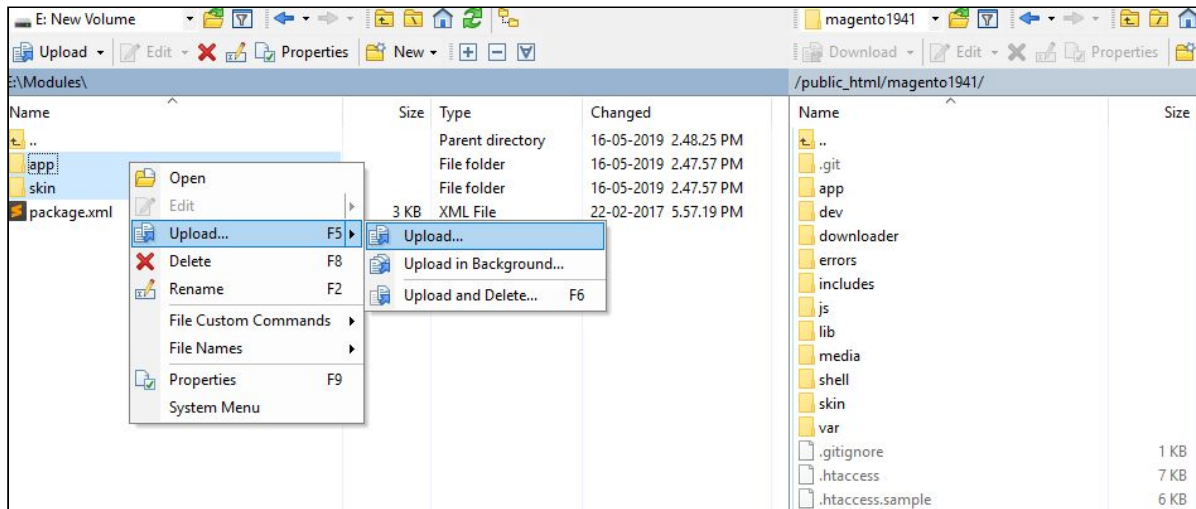 E: New Volume
magento1941
Upload
Edit
Properties
New
Download
Edit
Properties
E:\Modules\
/public_html/magento1941/
Name Size Type Changed
.. Parent directory 16-05-2019 2.48.25 PM
app File folder 16-05-2019 2.47.57 PM
skin File folder 16-05-2019 2.47.57 PM
package.xml 3 KB XML File 22-02-2017 5.57.19 PM
Open
Edit
Upload... F5
Delete F8
Rename F2
File Custom Commands
File Names
Properties F9
System Menu
Upload...
Upload in Background...
Upload and Delete... F6
Name Size
..
.git
app
dev
downloader
errors
includes
js
lib
media
shell
skin
var
.gitignore 1 KB
.htaccess 7 KB
.htaccess.sample 6 KB